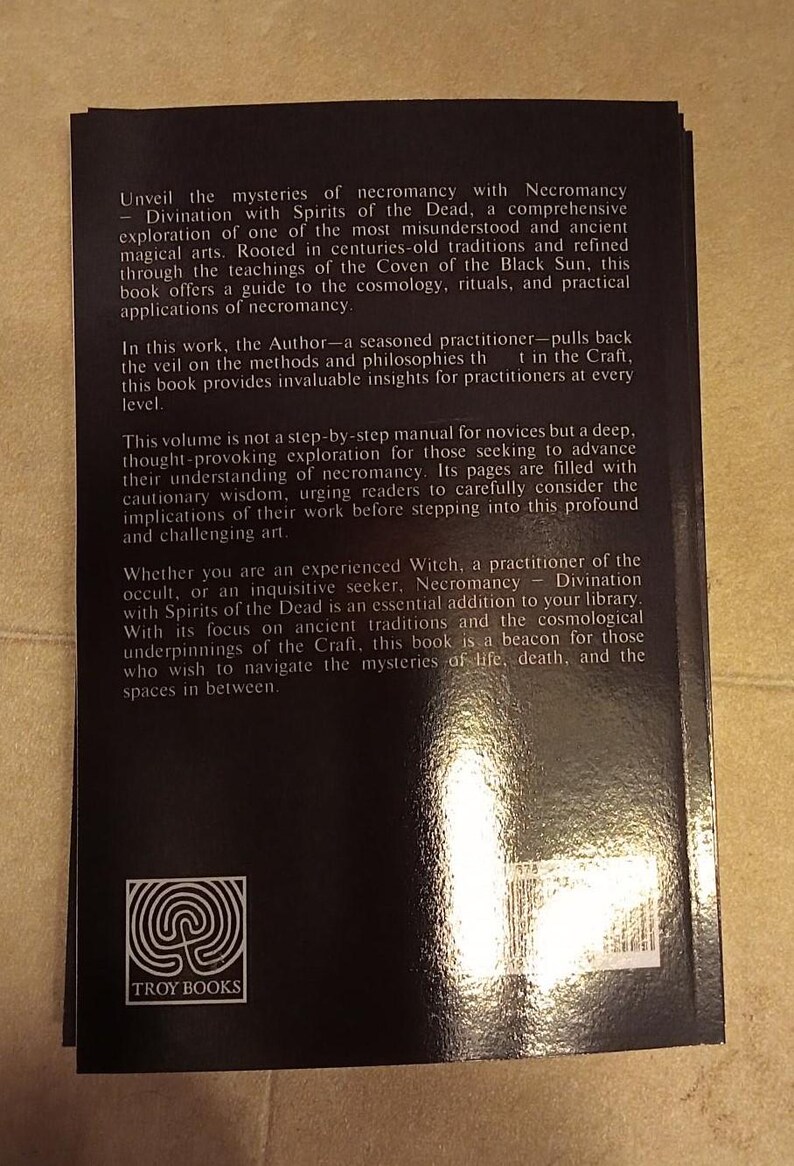 Unveil the mysteries of necromancy with Necromancy
– Divination with Spirits of the Dead, a comprehensive
exploration of one of the most misunderstood and ancient
magical arts. Rooted in centuries-old traditions and refined
through the teachings of the Coven of the Black Sun, this
book offers a guide to the cosmology, rituals, and practical
applications of necromancy.
In this work, the Author—a seasoned practitioner—pulls back
the veil on the methods and philosophies th t in the Craft,
this book provides invaluable insights for practitioners at every
level.
This volume is not a step-by-step manual for novices but a deep,
thought-provoking exploration for those seeking to advance
their understanding of necromancy. Its pages are filled with
cautionary wisdom, urging readers to carefully consider the
implications of their work before stepping into this profound
and challenging art.
Whether you are an experienced Witch, a practitioner of the
occult, or an inquisitive seeker, Necromancy – Divination
with Spirits of the Dead is an essential addition to your library.
With its focus on ancient traditions and the cosmological
underpinnings of the Craft, this book is a beacon for those
who wish to navigate the mysteries of life, death, and the
spaces in between.
TROY BOOKS